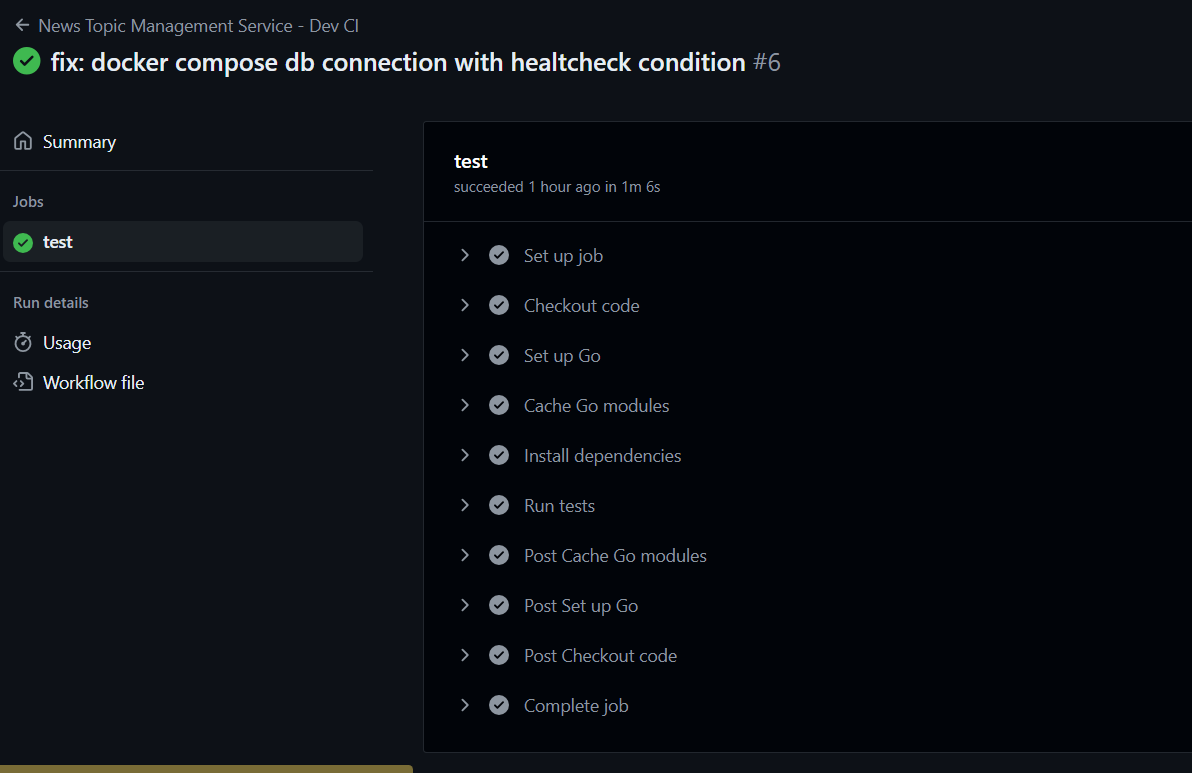 News Topic Management Service - Dev CI
fix: docker compose db connection with healtcheck condition #6
Summary
Jobs
test
Run details
Usage
Workflow file
test
succeeded 1 hour ago in 1m 6s
Set up job
Checkout code
Set up Go
Cache Go modules
Install dependencies
Run tests
Post Cache Go modules
Post Set up Go
Post Checkout code
Complete job